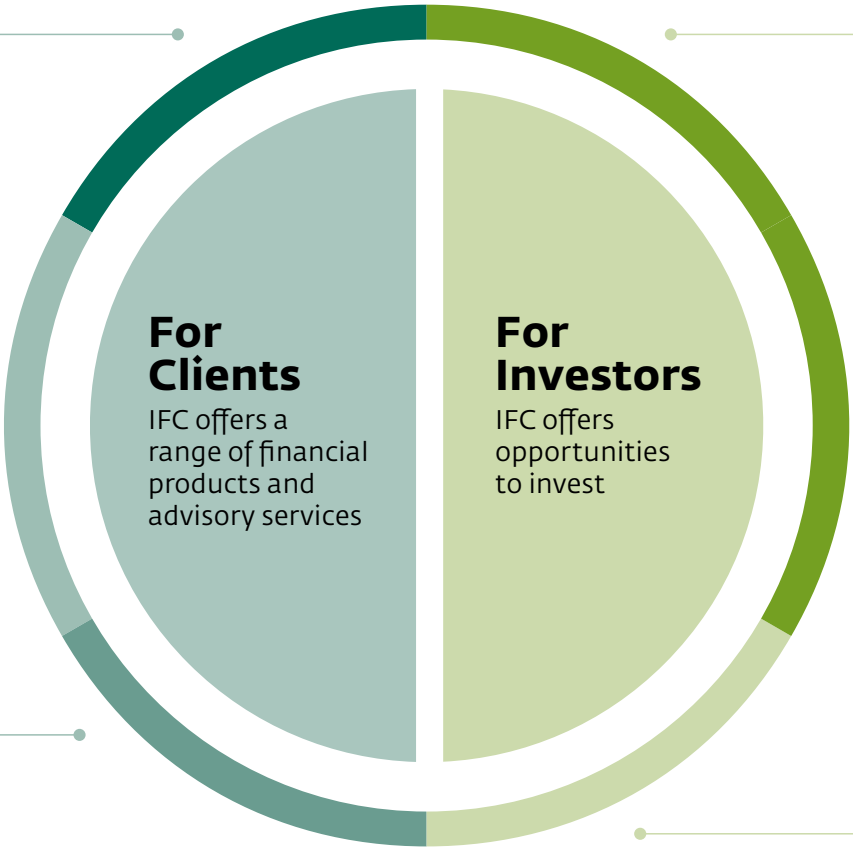 For
Clients
IFC offers a
range of financial
products and
advisory services
For
Investors
IFC offers
opportunities
to invest